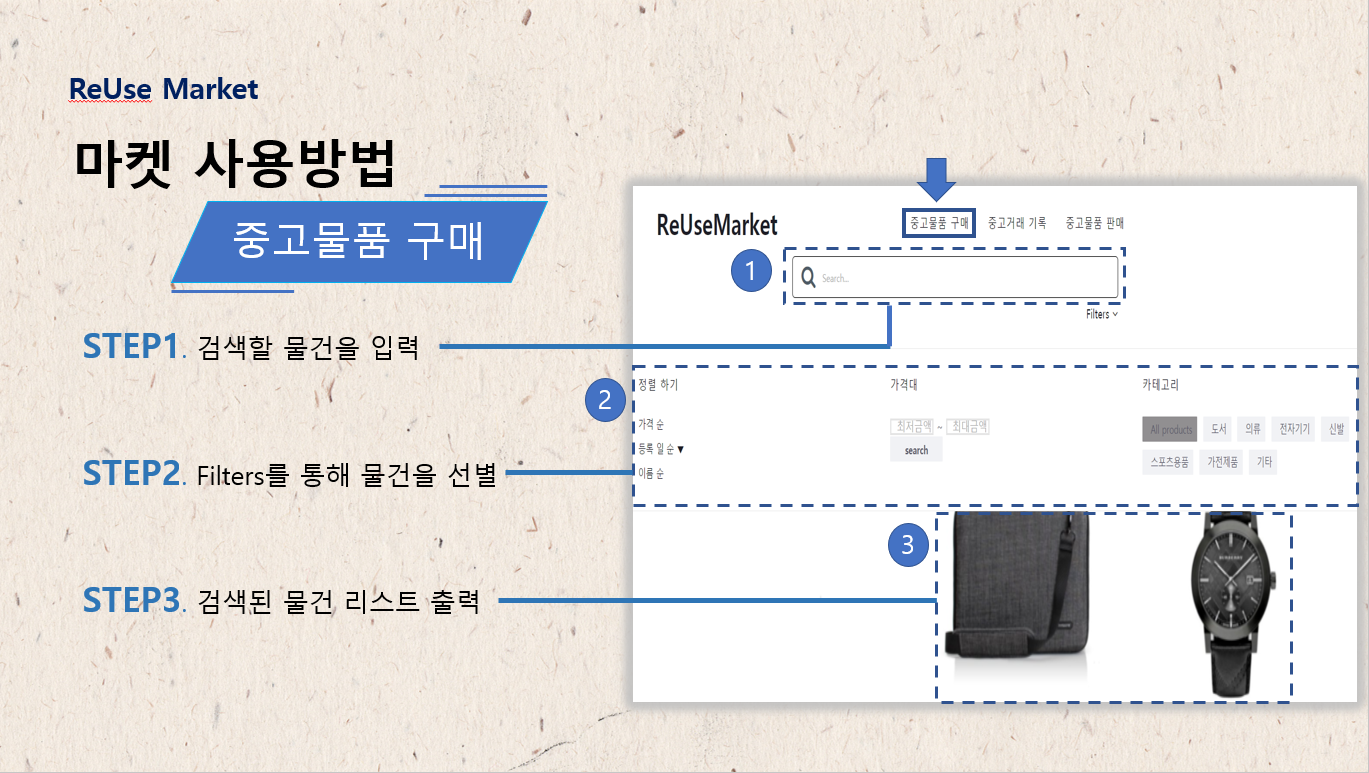 ReUse Market
마켓 사용방법
중고물품 구매
STEP1. 검색할 물건을 입력
STEP2. Filters를 통해 물건을 선별
STEP3. 검색된 물건 리스트 출력
ReUseMarket
중고물품 구매 중고거래 기록 중고물품 판매
1
Search...
Filters
2
정렬 하기
가격 순
등록 일 순 ▼
이름 순
가격대
최저금액 ~ 최대금액
search
카테고리
All products 도서 의류 전자기기 신발
스포츠용품 가전제품 기타
3